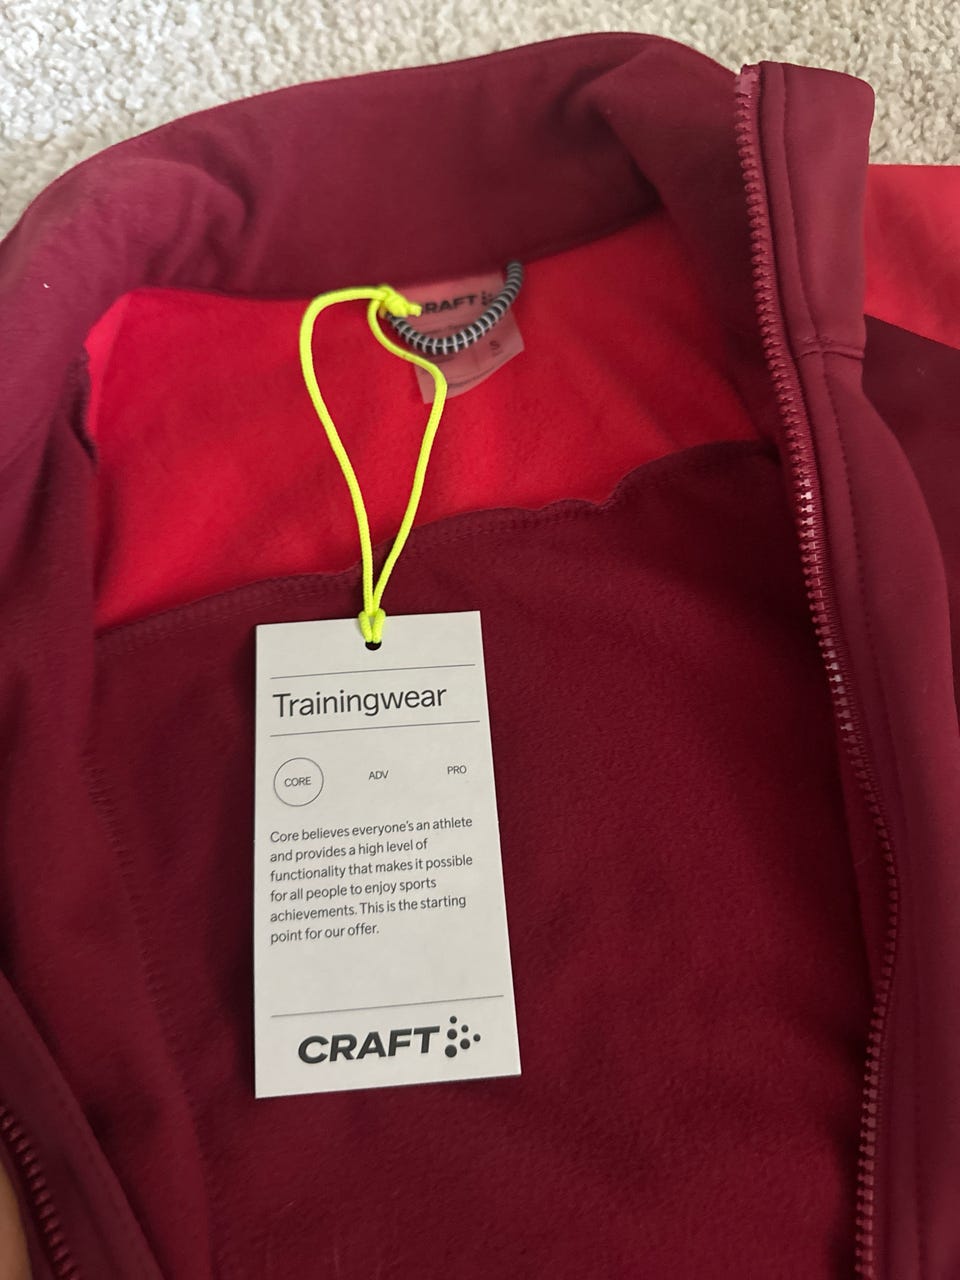 CRAFT
S
Trainingwear
CORE ADV PRO
Core believes everyone's an athlete
and provides a high level of
functionality that makes it possible
for all people to enjoy sports
achievements. This is the starting
point for our offer.
CRAFT